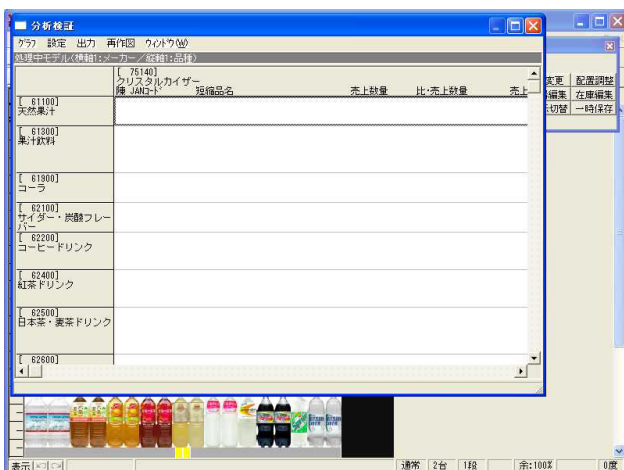 分析検証
グラフ 設定 出力 再作図 ウィンドウ(W)
処理中モデル(横軸1:メーカー/縦軸1:品種)
[ 75140]
クリスタルカイザー
陳 JANコード 短縮品名 売上数量 比・売上数量 売上
[ 61100]
天然果汁
[ 61300]
果汁飲料
[ 61900]
コーラ
[ 62100]
サイダー・炭酸フレーバー
[ 62200]
コーヒードリンク
[ 62400]
紅茶ドリンク
[ 62500]
日本茶・麦茶ドリンク
[ 62600]
変更 配置調整
編集 在庫編集
切替 一時保存
表示 通常 2台 1段 余:100% 0度